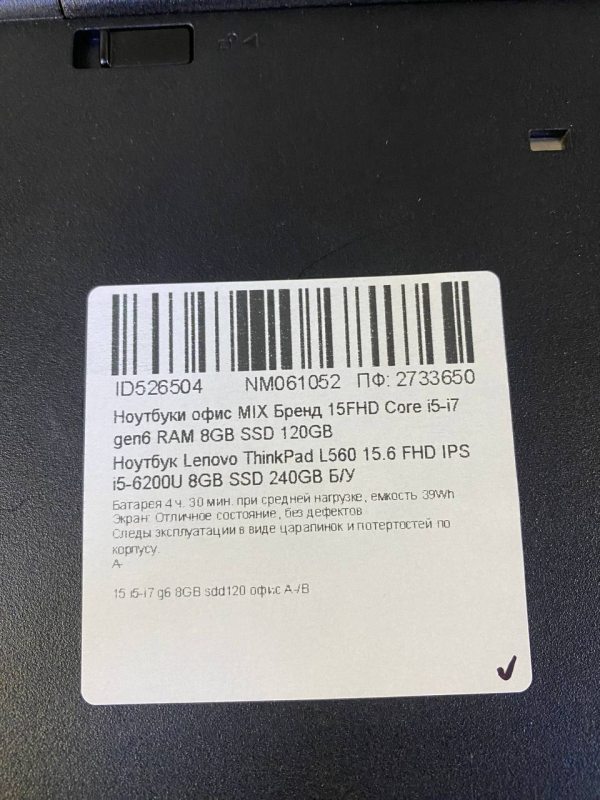 ID526504 NM061052 ПФ: 2733650
Ноутбуки офис MIX Бренд 15FHD Core i5-i7
gen6 RAM 8GB SSD 120GB
Ноутбук Lenovo ThinkPad L560 15.6 FHD IPS
i5-6200U 8GB SSD 240GB Б/У
Батарея 4 ч. 30 мин. при средней нагрузке, емкость 39Wh
Экран: Отличное состояние, без дефектов
Следы эксплуатации в виде царапинок и потертостей по
корпусу.
A-
15 i5-i7 g6 8GB sdd120 офис A-/B